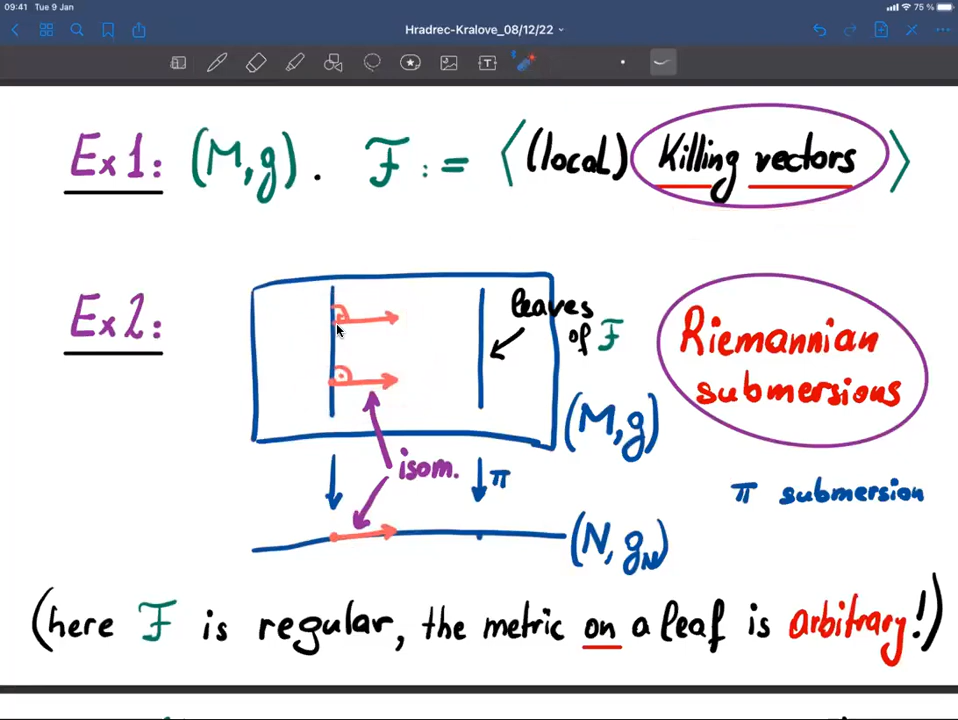 09:41 Tue 9 Jan
75 %
Hradrec-Kralove_08/12/22
Ex1: (M,g). F := ⟨(local) Killing vectors⟩
Ex2:
leaves
of F
Riemannian
submersions
(M,g)
isom.
π
π submersion
(N, g_N)
(here F is regular, the metric on a leaf is arbitrary!)